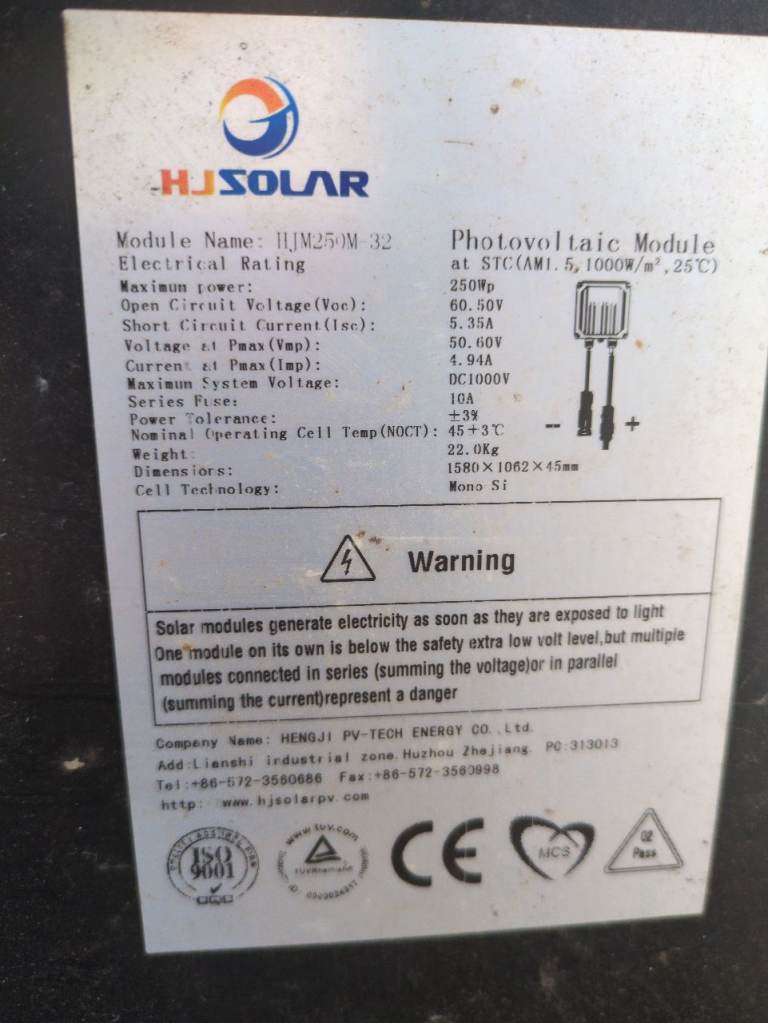 HJSOLAR
Module Name: HJM250M-32
Photovoltaic Module
Electrical Rating at STC(AM1.5, 1000W/m²,25℃)
Maximum power: 250Wp
Open Circuit Voltage(Voc): 60.50V
Short Circuit Current(Isc): 5.35A
Voltage at Pmax(Vmp): 50.60V
Current at Pmax(Imp): 4.94A
Maximum System Voltage: DC1000V
Series Fuse: 10A
Power Tolerance: ±3%
Nominal Operating Cell Temp(NOCT): 45+3℃
Weight: 22.0Kg
Dimensions: 1580×1062×45mm
Cell Technology: Mono-Si
-- +
Warning
Solar modules generate electricity as soon as they are exposed to light
One module on its own is below the safety extra low volt level,but multiple
modules connected in series (summing the voltage)or in parallel
(summing the current)represent a danger
Company Name: HENGJI PV-TECH ENERGY CO.,Ltd.
Add:Lianshi industrial zone.Huzhou Zhejiang. PC:313013
Tel:+86-572-3560686 Fax:+86-572-3560998
http: www.hjsolarpv.com
ISO
9001
www.tuv.com
TUVRheinland
CE
MCS
02
Pass